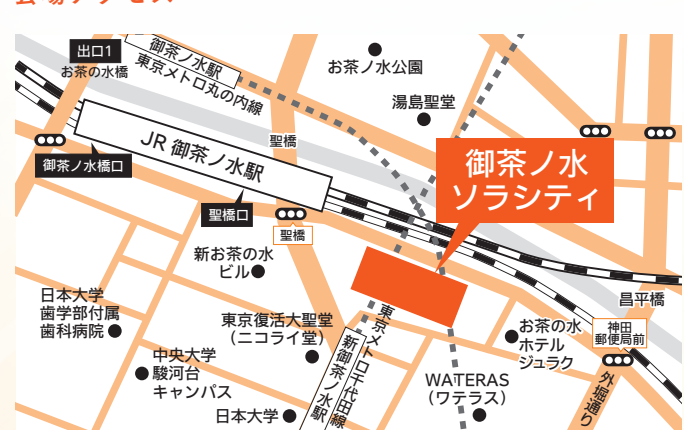 会場アクセス
出口1
お茶の水橋
御茶ノ水駅
東京メトロ丸の内線
お茶ノ水公園
湯島聖堂
聖橋
JR 御茶ノ水駅
御茶ノ水橋口
聖橋口
聖橋
御茶ノ水
ソラシティ
新お茶の水
ビル
昌平橋
日本大学
歯学部付属
歯科病院
東京復活大聖堂
(ニコライ堂)
中央大学
駿河台
キャンパス
日本大学
新御茶ノ水駅
東京メトロ千代田線
お茶の水
ホテル
ジュラク
神田
郵便局前
WATERAS
(ワテラス)
外堀通り